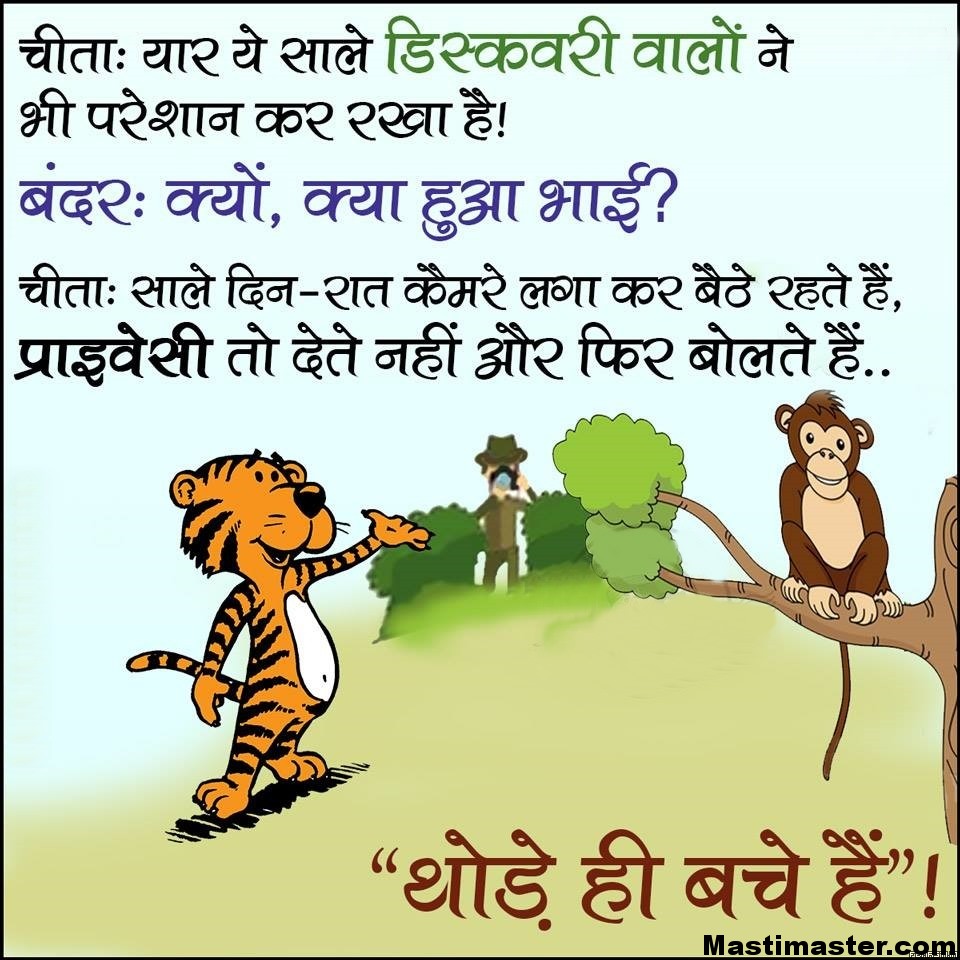 चीताः यार ये साले डिस्कवरी वालों ने
भी परेशान कर रखा है!
बंदरः क्यों, क्या हुआ भाई?
चीताः साले दिन-रात कैमरे लगा कर बैठे रहते हैं,
प्राइवेसी तो देते नहीं और फिर बोलते हैं..
“थोड़े ही बचे हैं”!
Mastimaster.com